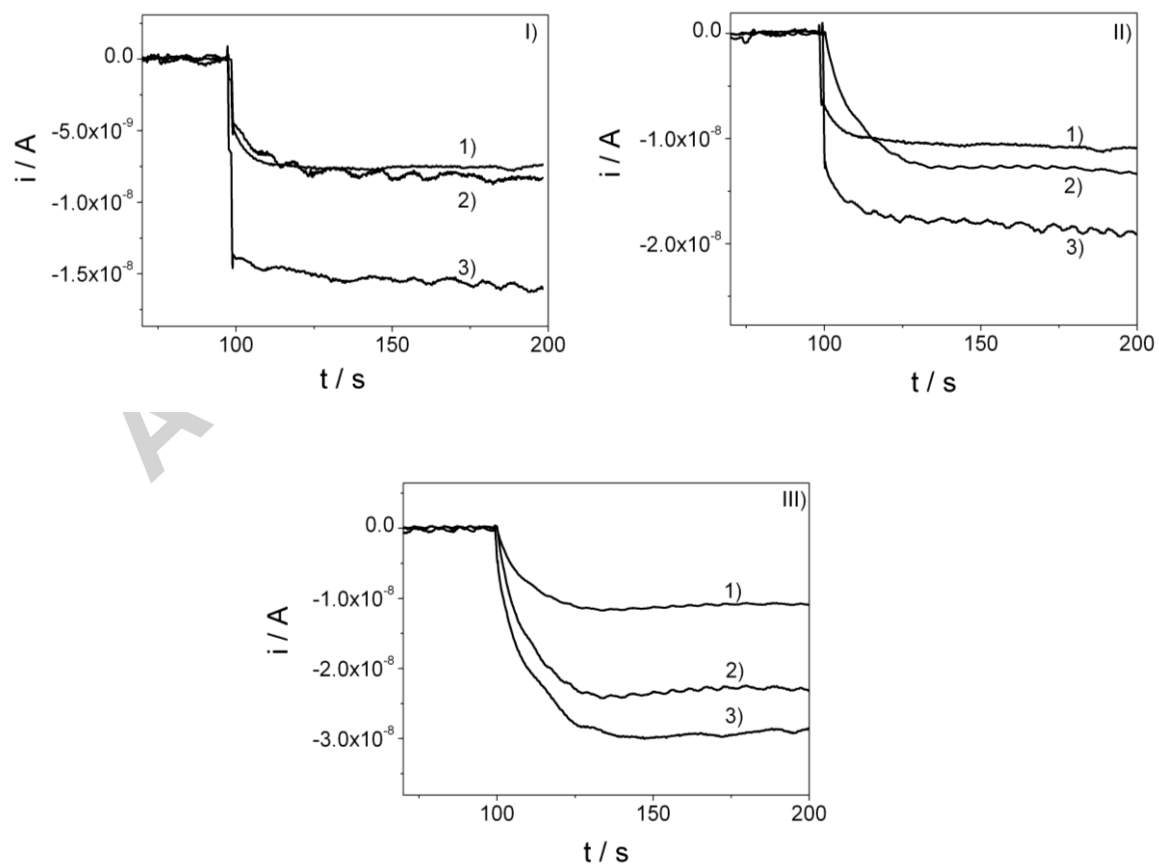 I)
0.0
-5.0x10⁻⁹
-1.0x10⁻⁸
-1.5x10⁻⁸
i / A
1)
2)
3)
100 150 200
t / s
II)
0.0
-1.0x10⁻⁸
-2.0x10⁻⁸
i / A
1)
2)
3)
100 150 200
t / s
A
III)
0.0
-1.0x10⁻⁸
-2.0x10⁻⁸
-3.0x10⁻⁸
i / A
1)
2)
3)
100 150 200
t / s